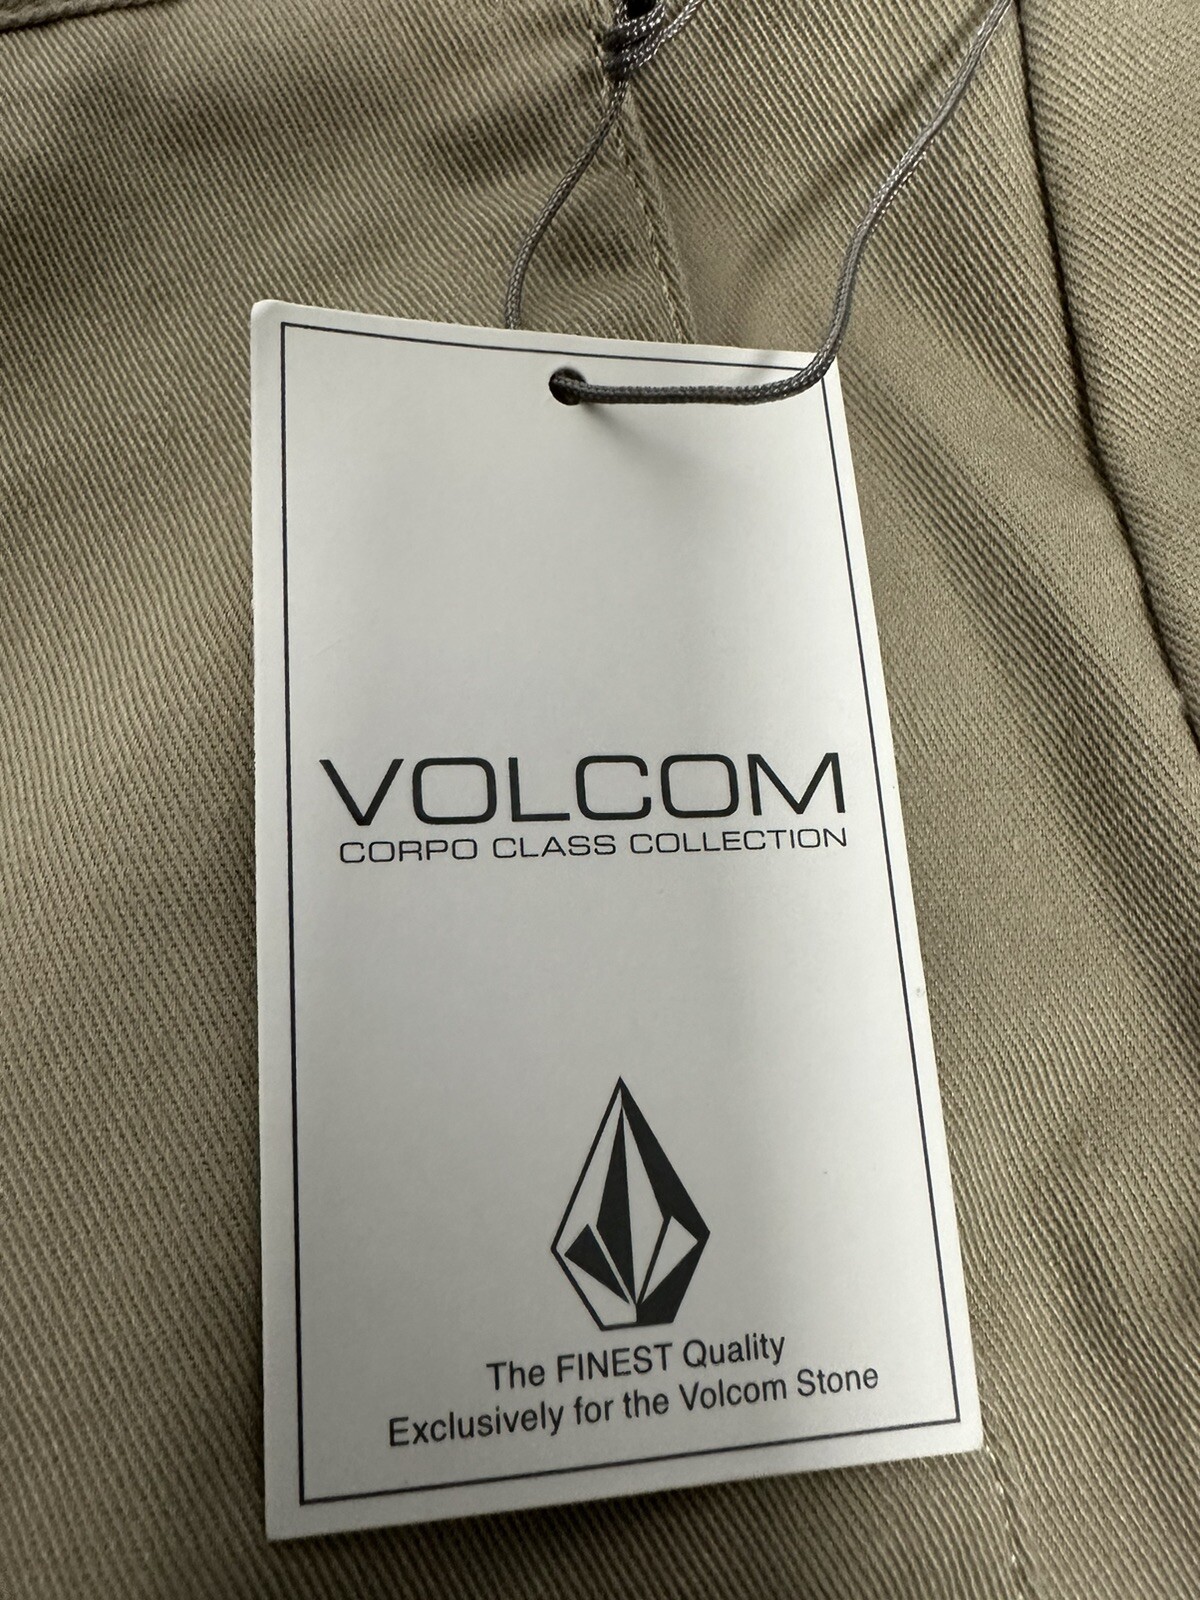 VOLCOM
CORPO CLASS COLLECTION
The FINEST Quality
Exclusively for the Volcom Stone